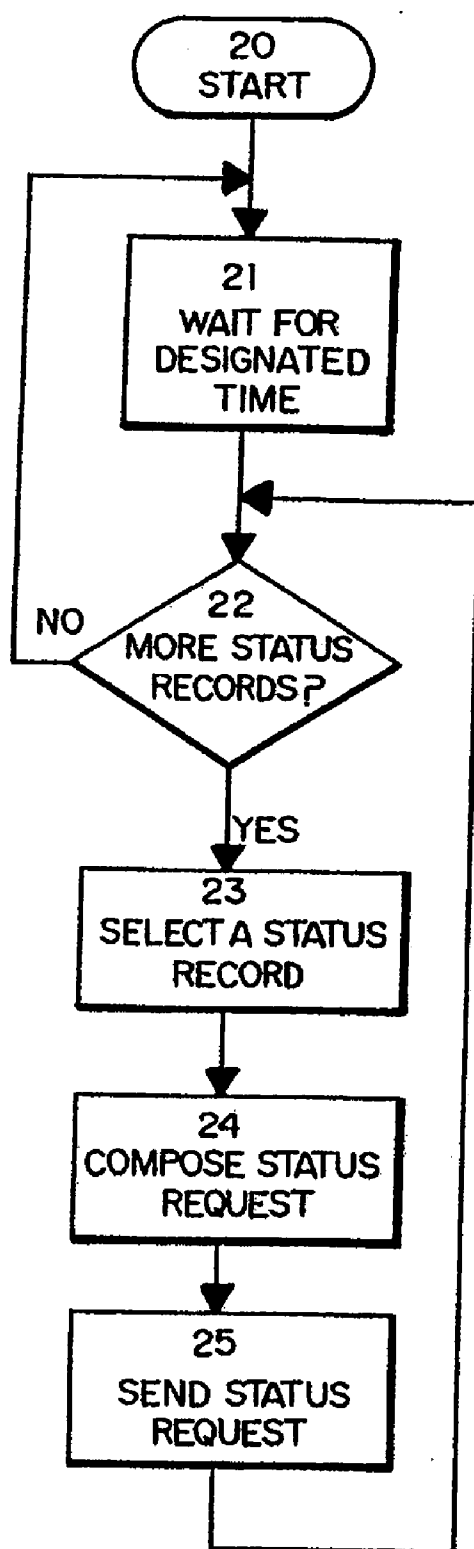 20
START
21
WAIT FOR
DESIGNATED
TIME
22
MORE STATUS
RECORDS?
NO
YES
23
SELECT A STATUS
RECORD
24
COMPOSE STATUS
REQUEST
25
SEND STATUS
REQUEST